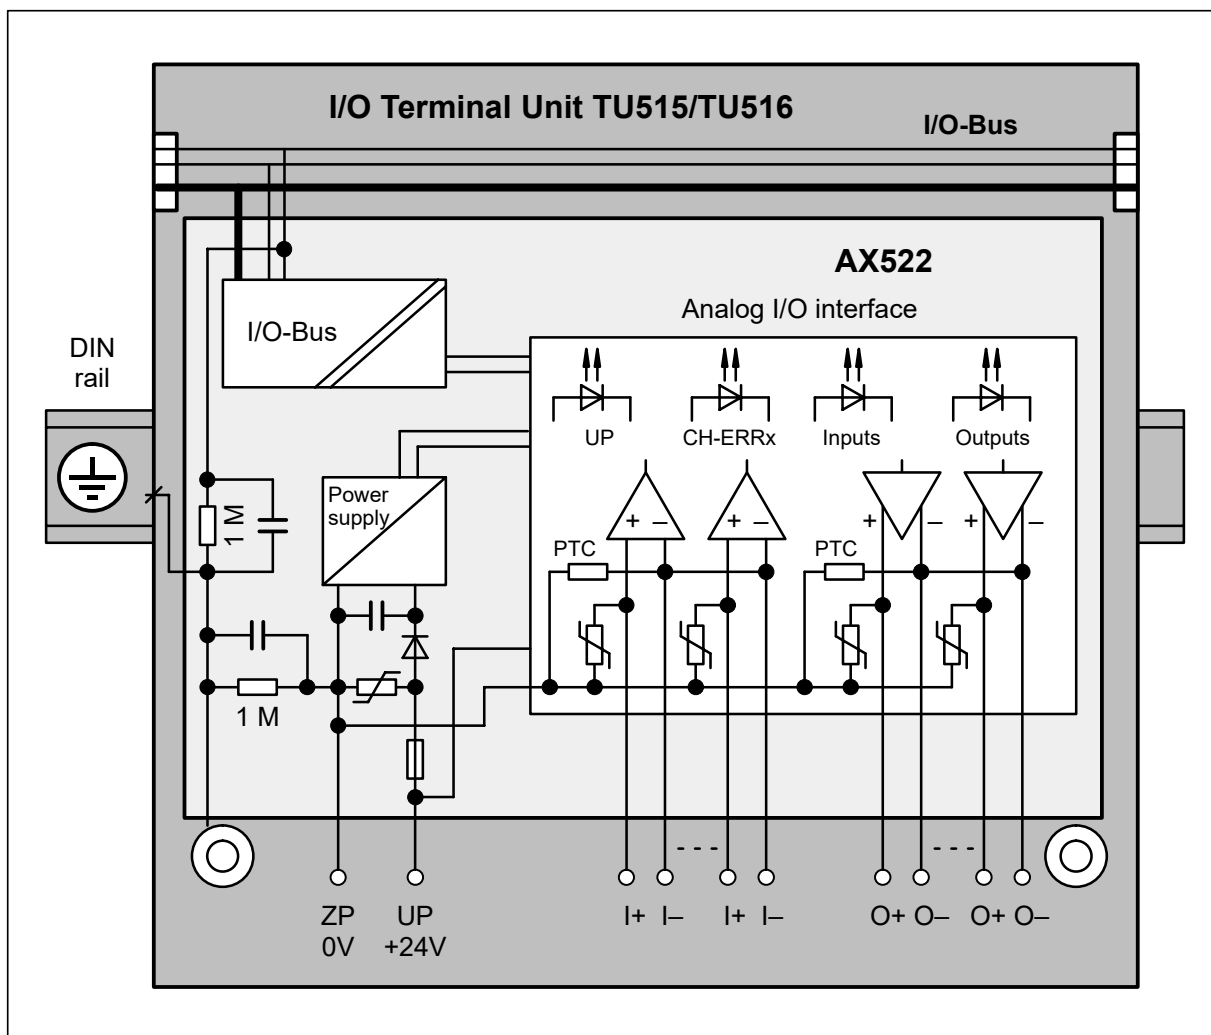 I/O Terminal Unit TU515/TU516
I/O-Bus
AX522
Analog I/O interface
I/O-Bus
DIN
rail
UP
CH-ERRx
Inputs
Outputs
Power
supply
1 M
+ –
+ –
+ –
+ –
PTC
PTC
1 M
- - -
- - -
ZP
0V
UP
+24V
I+ I–
I+ I–
O+ O–
O+ O–